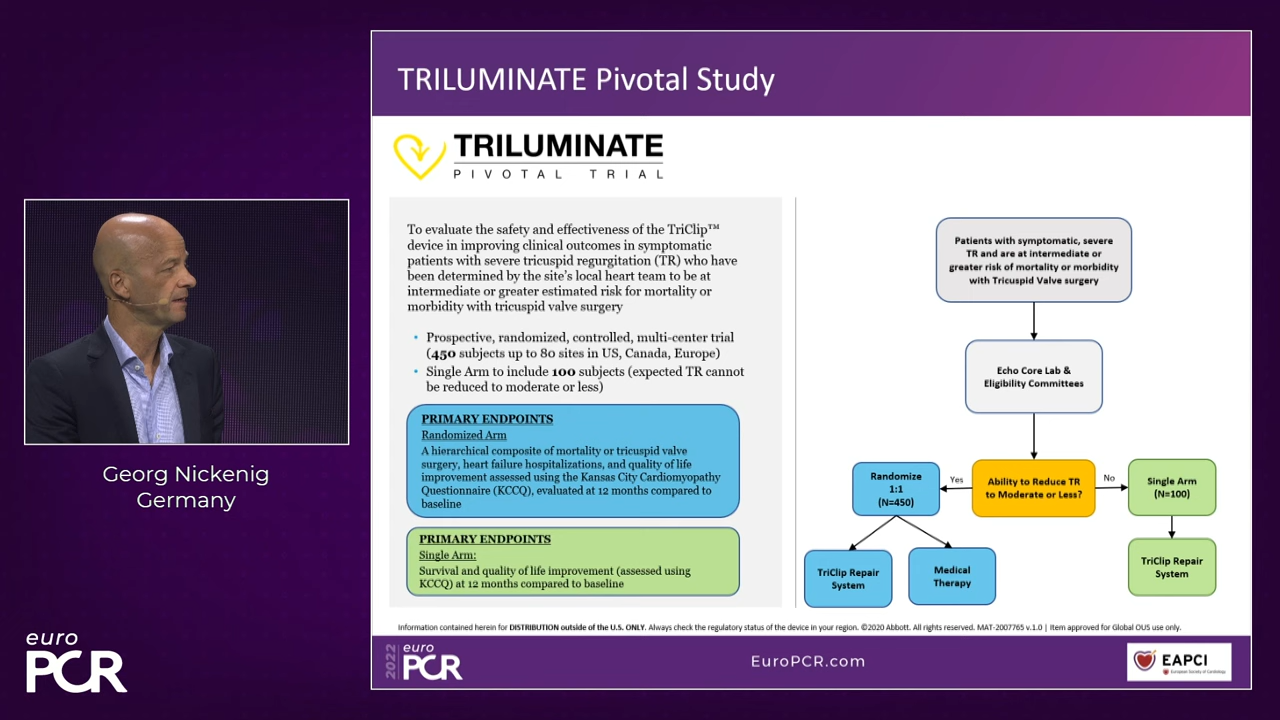 TRILUMINATE Pivotal Study
TRILUMINATE
PIVOTAL TRIAL
To evaluate the safety and effectiveness of the TriClip™
device in improving clinical outcomes in symptomatic
patients with severe tricuspid regurgitation (TR) who have
been determined by the site's local heart team to be at
intermediate or greater estimated risk for mortality or
morbidity with tricuspid valve surgery
• Prospective, randomized, controlled, multi-center trial
(450 subjects up to 80 sites in US, Canada, Europe)
• Single Arm to include 100 subjects (expected TR cannot
be reduced to moderate or less)
PRIMARY ENDPOINTS
Randomized Arm
A hierarchical composite of mortality or tricuspid valve
surgery, heart failure hospitalizations, and quality of life
improvement assessed using the Kansas City Cardiomyopathy
Questionnaire (KCCQ), evaluated at 12 months compared to
baseline
PRIMARY ENDPOINTS
Single Arm:
Survival and quality of life improvement (assessed using
KCCQ) at 12 months compared to baseline
Patients with symptomatic, severe
TR and are at intermediate or
greater risk of mortality or morbidity
with Tricuspid Valve surgery
Echo Core Lab &
Eligibility Committees
Randomize
1:1
(N=450)
Yes
Ability to Reduce TR
to Moderate or Less?
No
Single Arm
(N=100)
TriClip Repair
System
Medical
Therapy
TriClip Repair
System
Information contained herein for DISTRIBUTION outside of the U.S. ONLY. Always check the regulatory status of the device in your region. ©2020 Abbott. All rights reserved. MAT-2007765 v.1.0 | Item approved for Global OUS use only.
2022
euro
PCR
EuroPCR.com
EAPCI
European Society of Cardiology
Georg Nickenig
Germany
euro
PCR